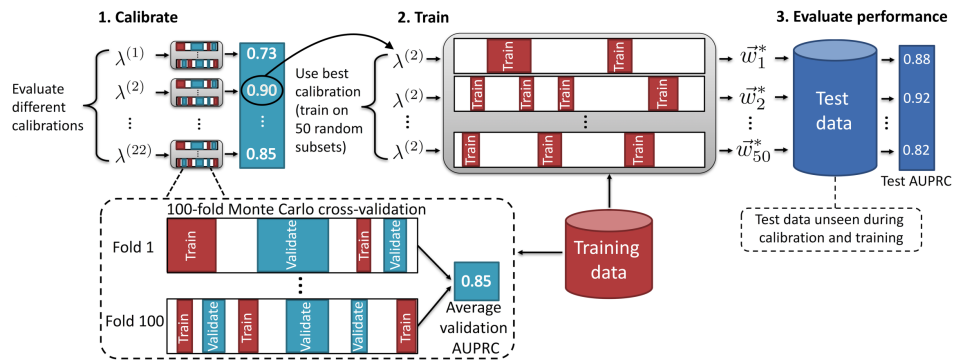 1. Calibrate
2. Train
3. Evaluate performance
Evaluate
different
calibrations
λ(1)
λ(2)
...
λ(22)
...
0.73
0.90
...
0.85
Use best
calibration
(train on
50 random
subsets)
λ(2)
λ(2)
...
λ(2)
Train
Train
Train
Train
Train
Train
...
Train
Train
Train
w⃗*1
w⃗*2
...
w⃗*50
Test
data
0.88
0.92
...
0.82
Test AUPRC
Test data unseen during
calibration and training
Training
data
100-fold Monte Carlo cross-validation
Fold 1
Train
Validate
Train
Validate
...
Fold 100
Train
Validate
Train
Validate
Validate
Train
0.85
Average
validation
AUPRC